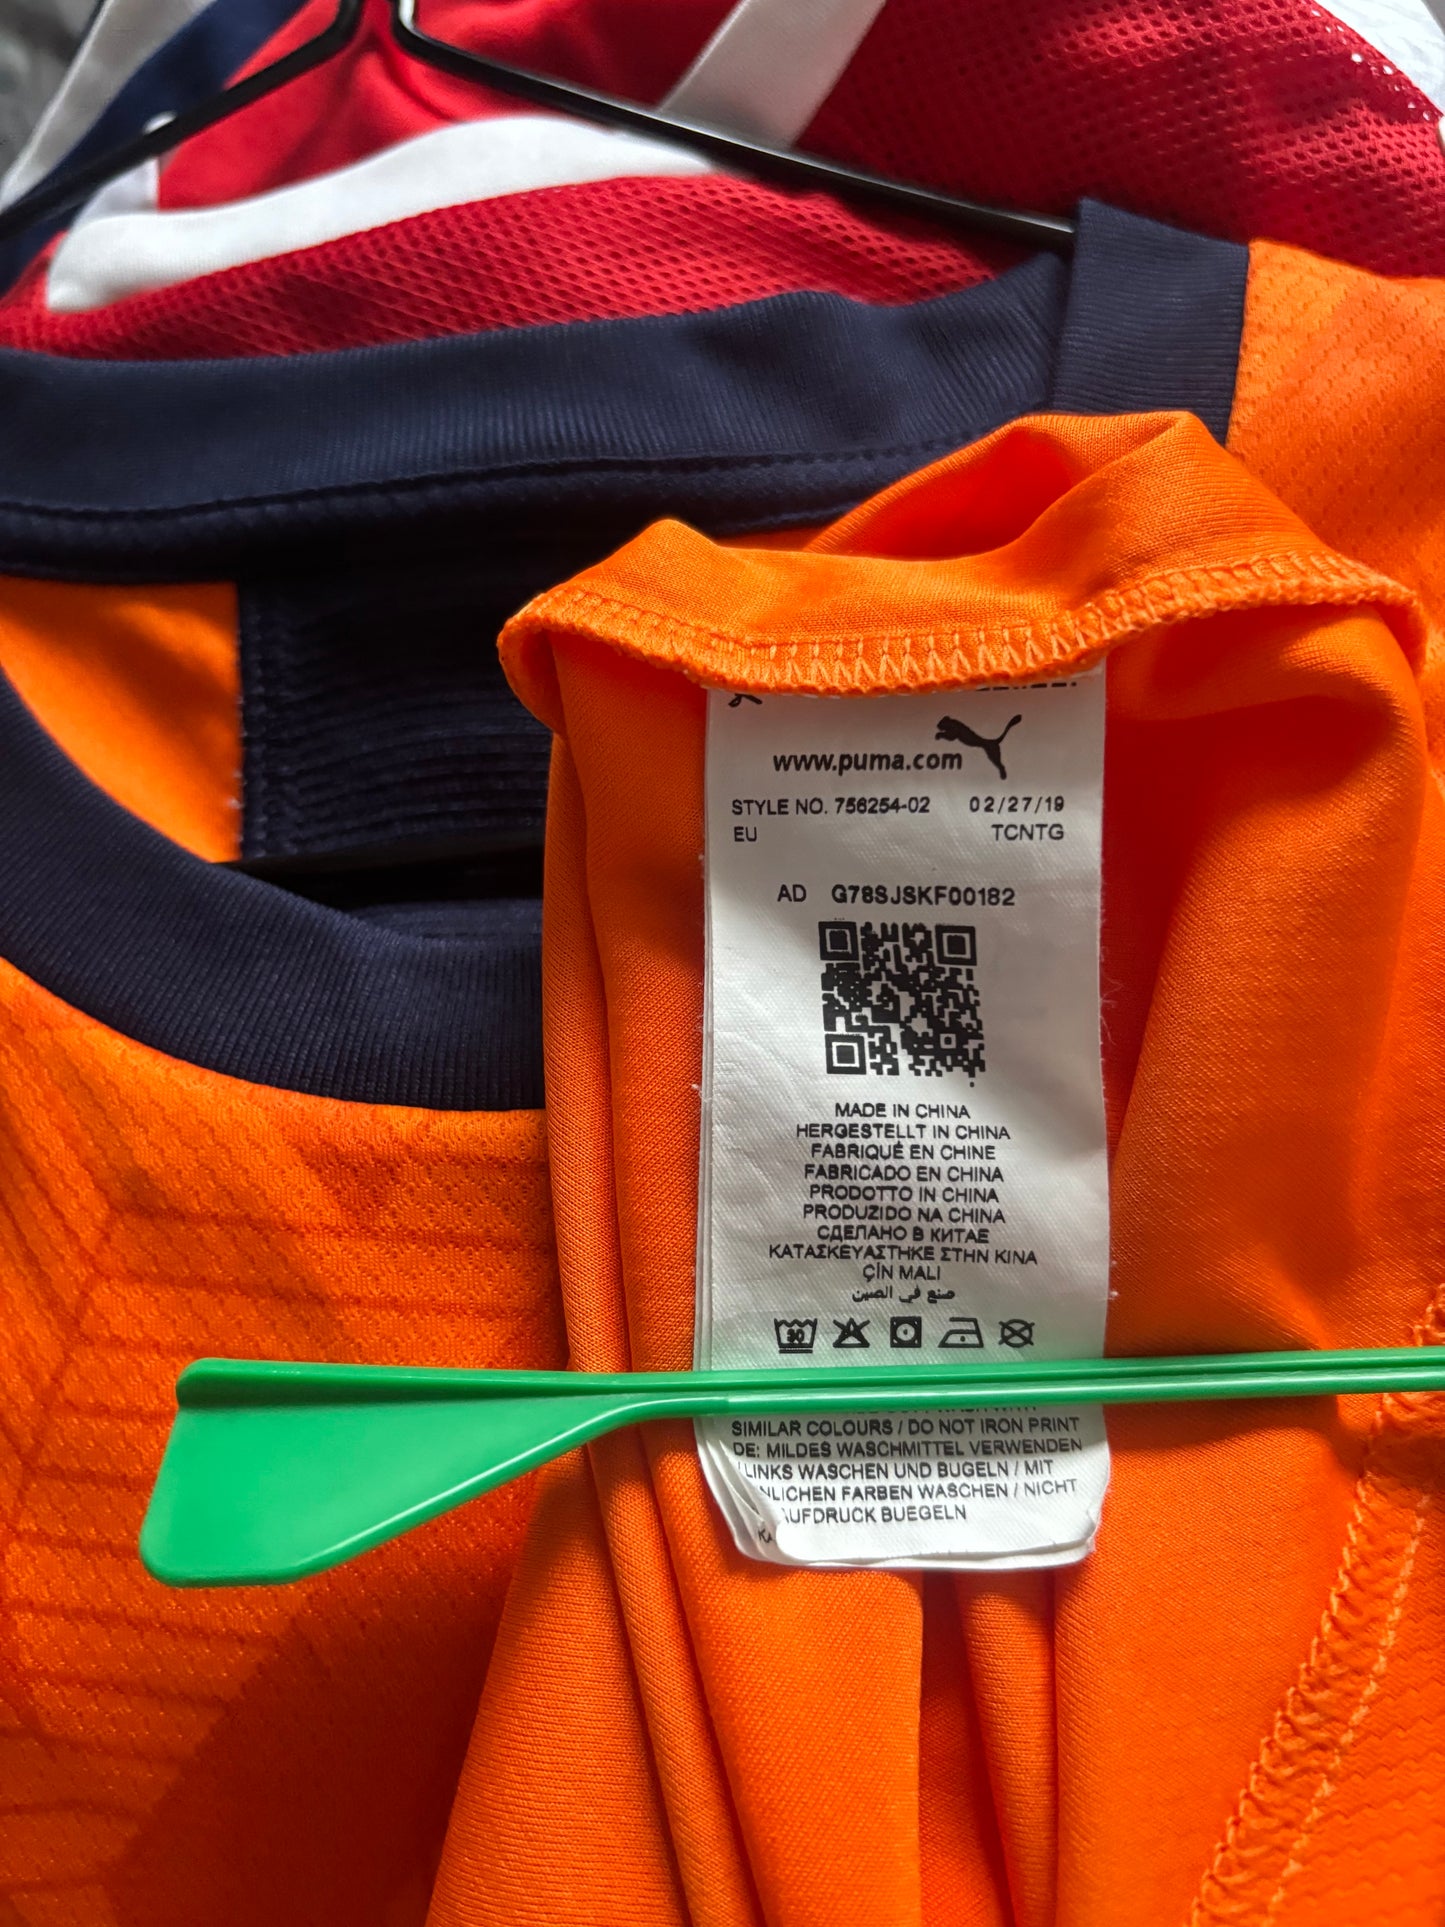 www.puma.com
STYLE NO. 756254-02 02/27/19
EU TCNTG
AD G78SJSKF00182
MADE IN CHINA
HERGESTELLT IN CHINA
FABRIQUÉ EN CHINE
FABRICADO EN CHINA
PRODOTTO IN CHINA
PRODUZIDO NA CHINA
СДЕЛАНО В КИТАЕ
ΚΑΤΑΣΚΕΥΑΣΤΗΚΕ ΣΤΗΝ ΚΙΝΑ
ÇİN MALI
صنع في الصين
30
SIMILAR COLOURS / DO NOT IRON PRINT
DE: MILDES WASCHMITTEL VERWENDEN
LINKS WASCHEN UND BUGELN / MIT
NLICHEN FARBEN WASCHEN / NICHT
AUFDRUCK BUEGELN